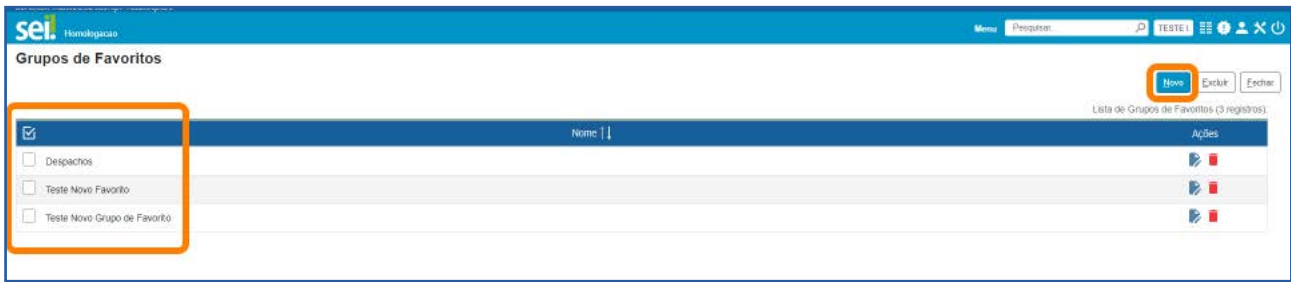 sei! Homologacao Menu Pesquisar... TESTE I
Grupos de Favoritos
Novo Excluir Fechar
Lista de Grupos de Favoritos (3 registros):
Nome Ações
Despachos
Teste Novo Favorito
Teste Novo Grupo de Favorito